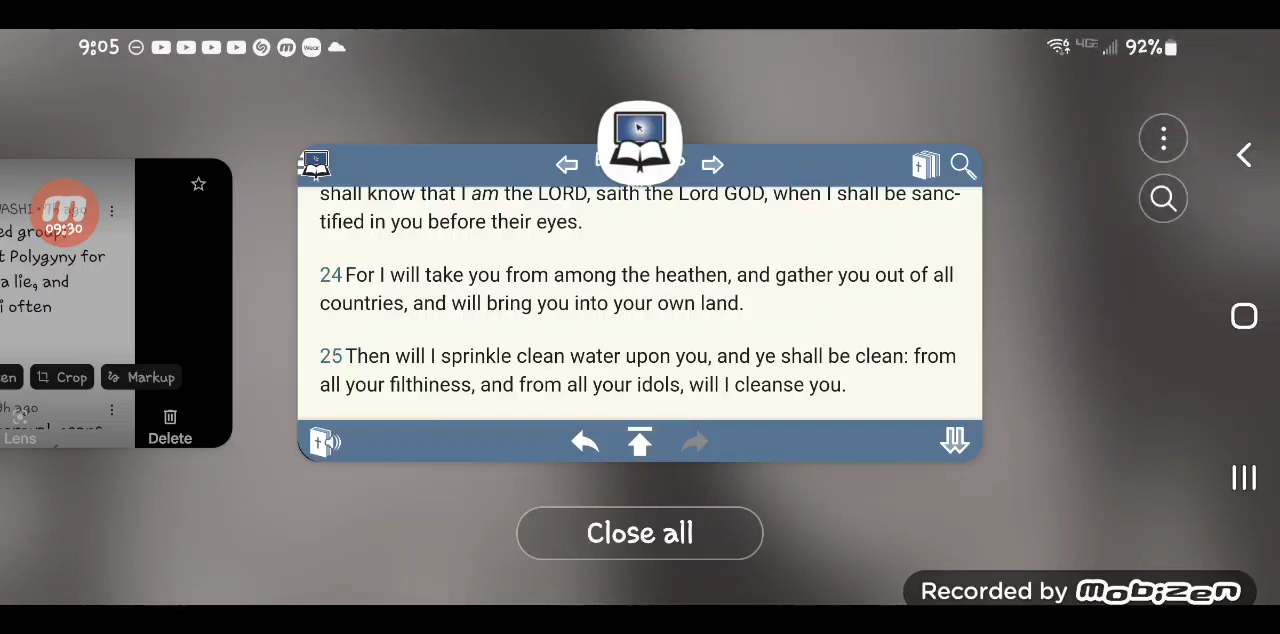 9:05
Wear
4GE
92%
shall know that I am the LORD, saith the Lord GOD, when I shall be sanc-
tified in you before their eyes.
24 For I will take you from among the heathen, and gather you out of all
countries, and will bring you into your own land.
25 Then will I sprinkle clean water upon you, and ye shall be clean: from
all your filthiness, and from all your idols, will I cleanse you.
09:30
ago
t Polygyny for
a lie, and
often
Crop
Markup
ago
Lens
Delete
Close all
Recorded by mobizen